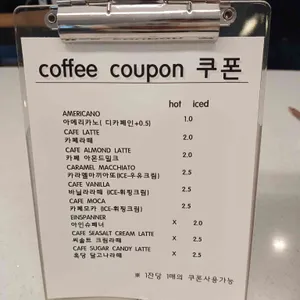 coffee coupon 쿠폰
hot iced
AMERICANO
아메리카노( 디카페인+0.5) 1.0
CAFE LATTE
카페라떼 2.0
CAFE ALMOND LATTE
카페 아몬드밀크 2.0
CARAMEL MACCHIATO
카라멜마끼아또(ICE-우유크림) 2.5
CAFE VANILLA
바닐라라떼 (ICE-휘핑크림) 2.5
CAFE MOCA
카페모카 (ICE-휘핑크림) 2.5
EINSPANNER
아인슈패너 X 2.0
CAFE SEASALT CREAM LATTE
씨솔트 크림라떼 X 2.5
CAFE SUGAR CANDY LATTE
흑당 달고나라떼 X 2.5
※ 1잔당 1매의 쿠폰사용가능